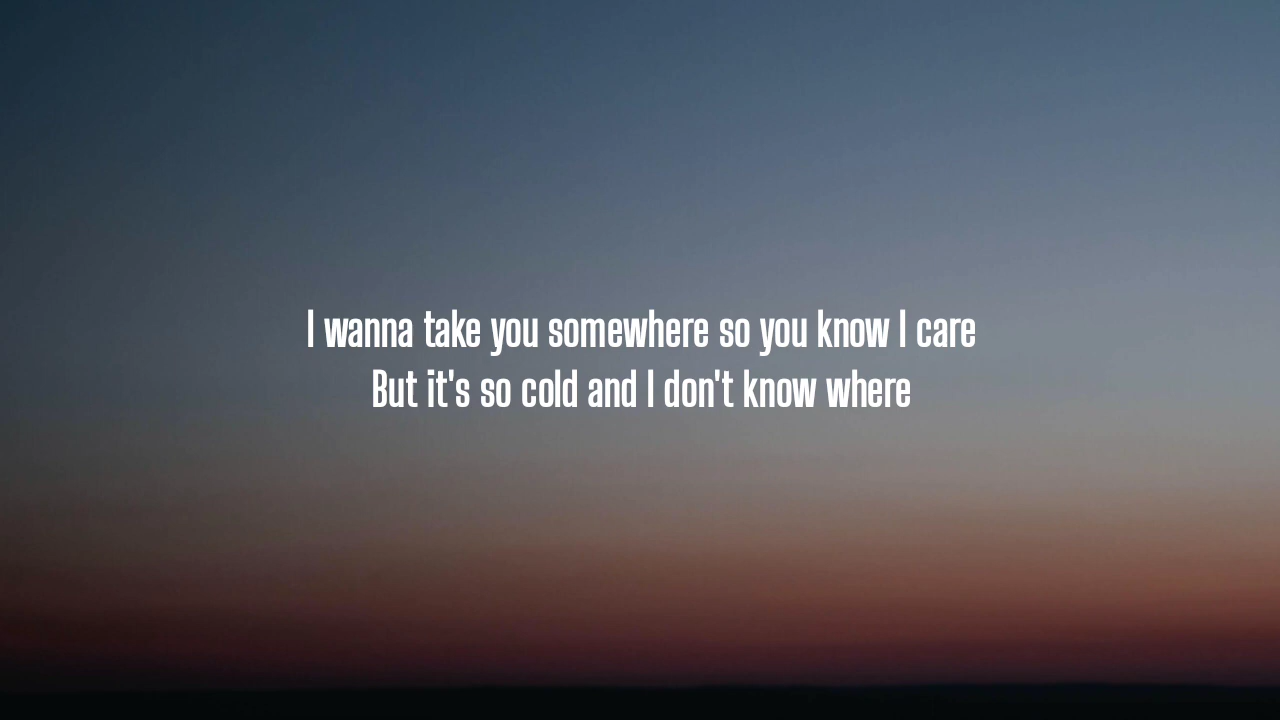 I wanna take you somewhere so you know I care
But it's so cold and I don't know where